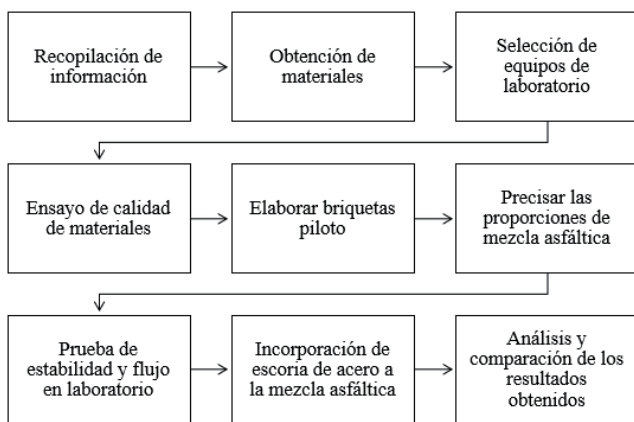 Recopilación de
información
Obtención de
materiales
Selección de
equipos de
laboratorio
Ensayo de calidad
de materiales
Elaborar briquetas
piloto
Precisar las
proporciones de
mezcla asfáltica
Prueba de
estabilidad y flujo
en laboratorio
Incorporación de
escoria de acero a
la mezcla asfáltica
Análisis y
comparación de los
resultados
obtenidos